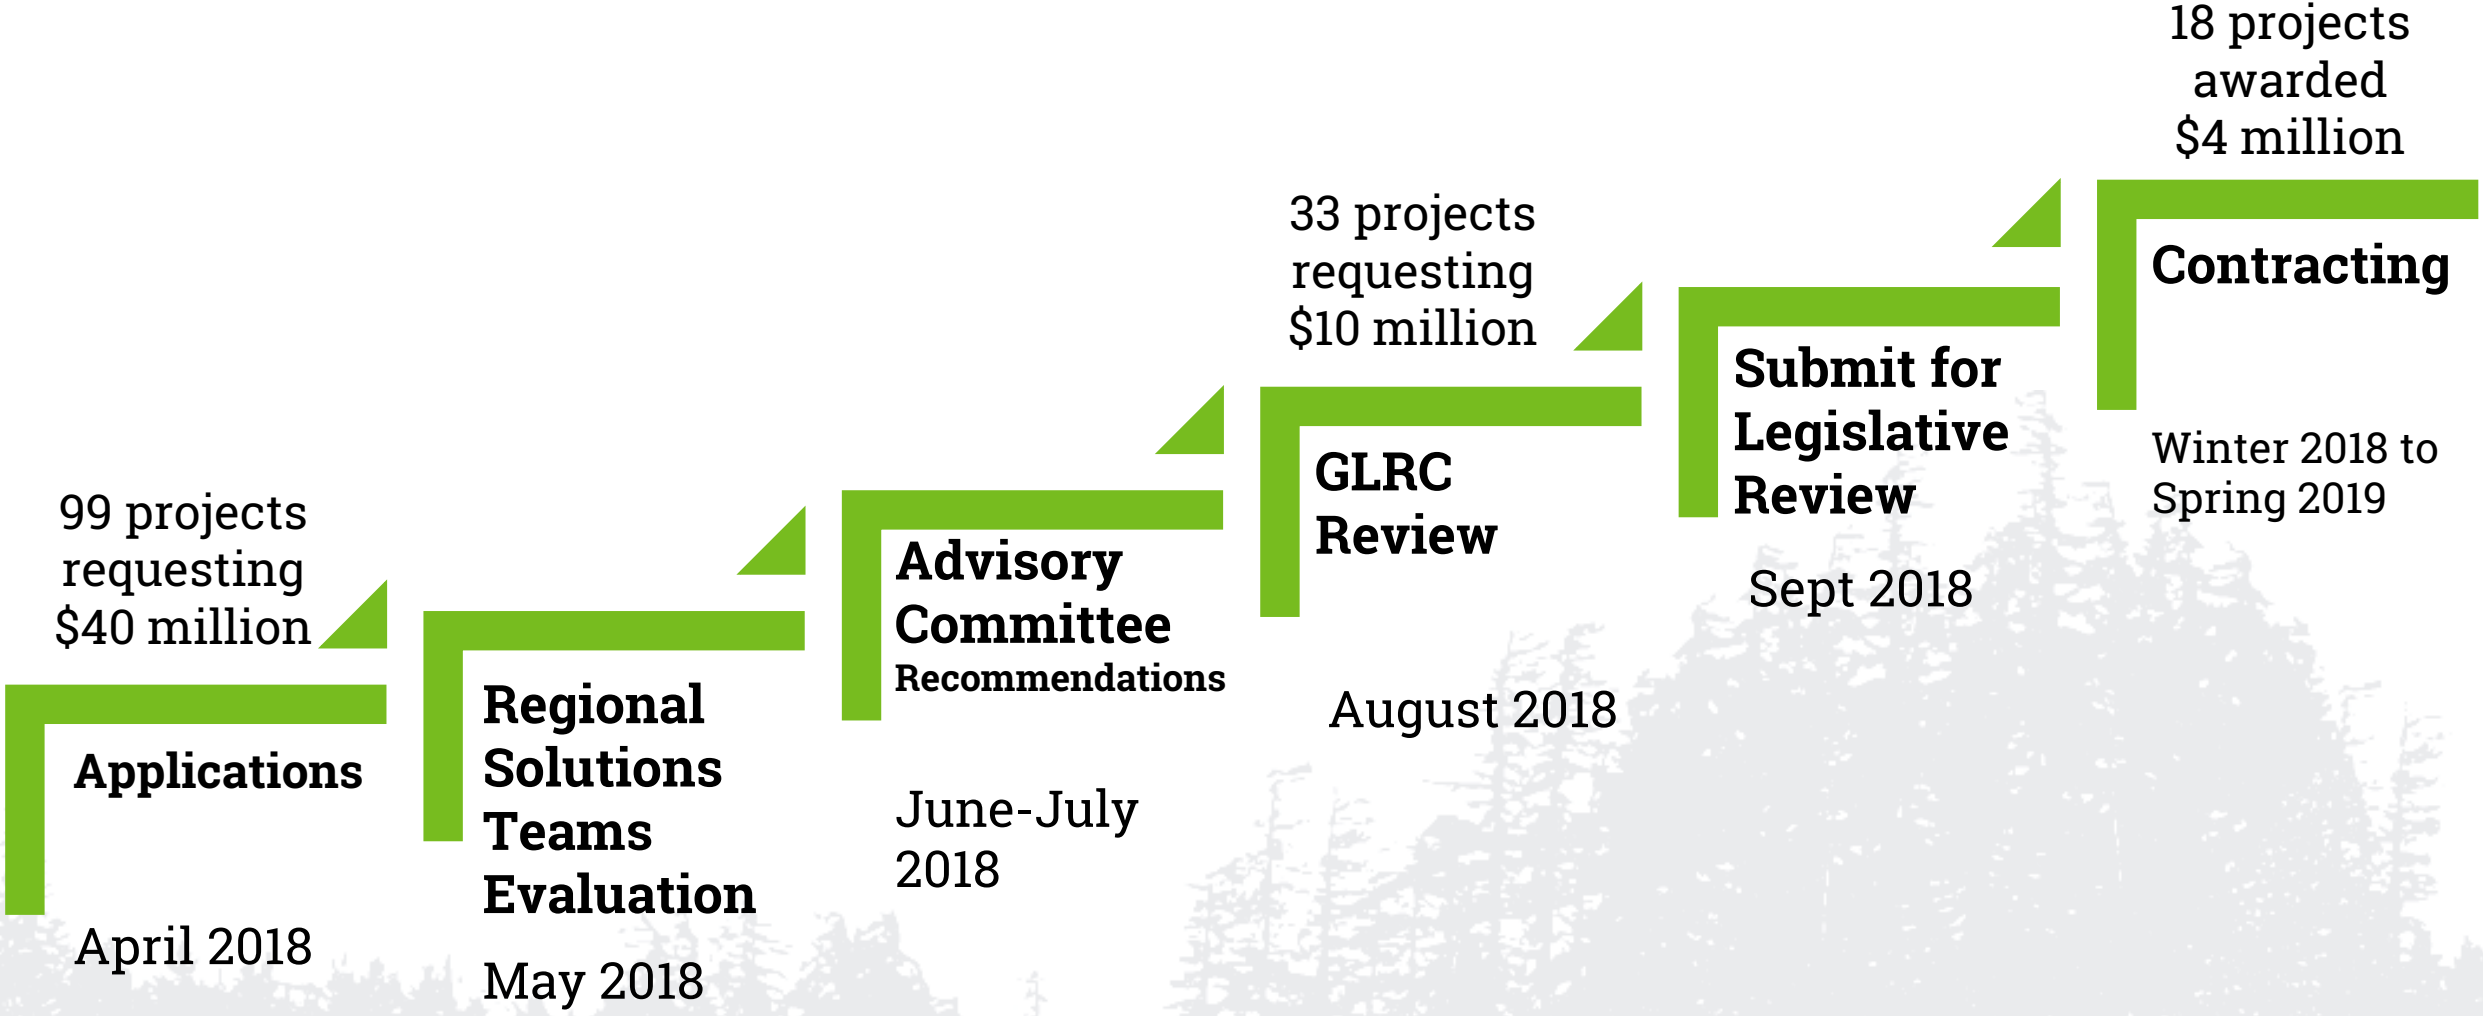 99 projects
requesting
$40 million
Applications
April 2018
Regional
Solutions
Teams
Evaluation
May 2018
Advisory
Committee
Recommendations
June-July
2018
33 projects
requesting
$10 million
GLRC
Review
August 2018
Submit for
Legislative
Review
Sept 2018
18 projects
awarded
$4 million
Contracting
Winter 2018 to
Spring 2019